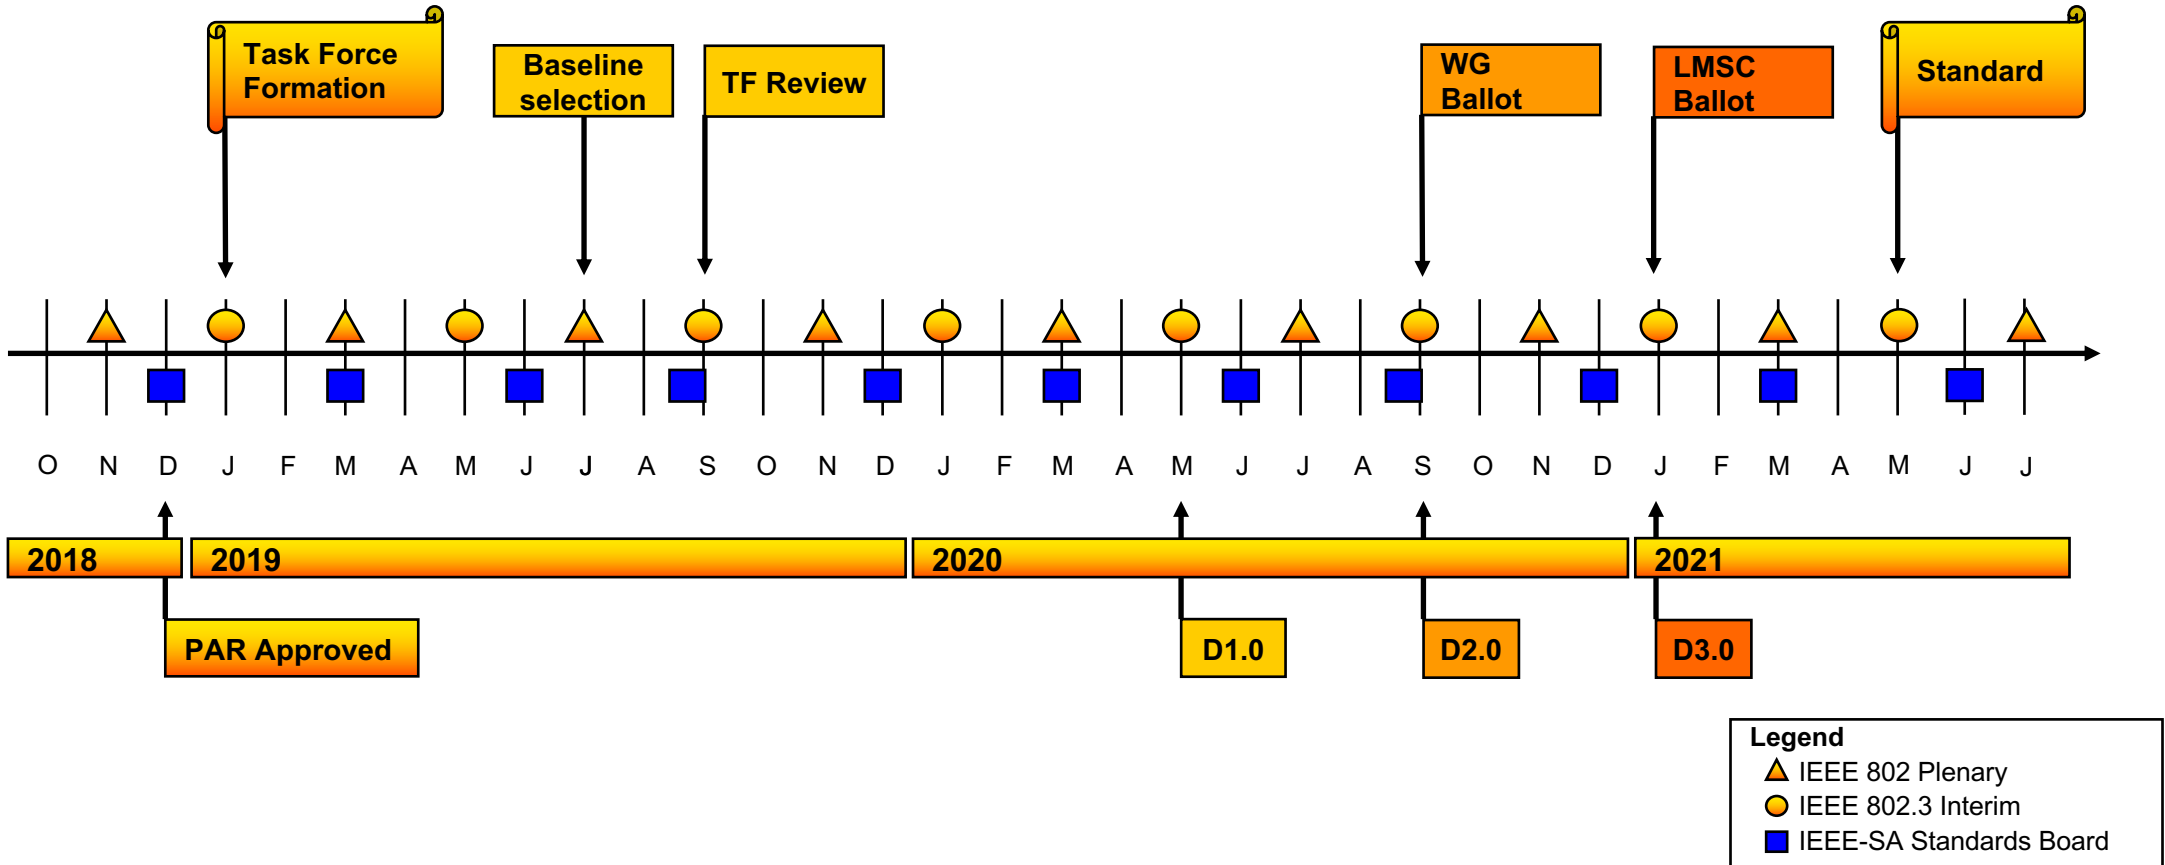 Task Force
Formation
Baseline
selection
TF Review
WG
Ballot
LMSC
Ballot
Standard
O N D J F M A M J J A S O N D J F M A M J J A S O N D J F M A M J J
2018 2019 2020 2021
PAR Approved
D1.0
D2.0
D3.0
Legend
IEEE 802 Plenary
IEEE 802.3 Interim
IEEE-SA Standards Board